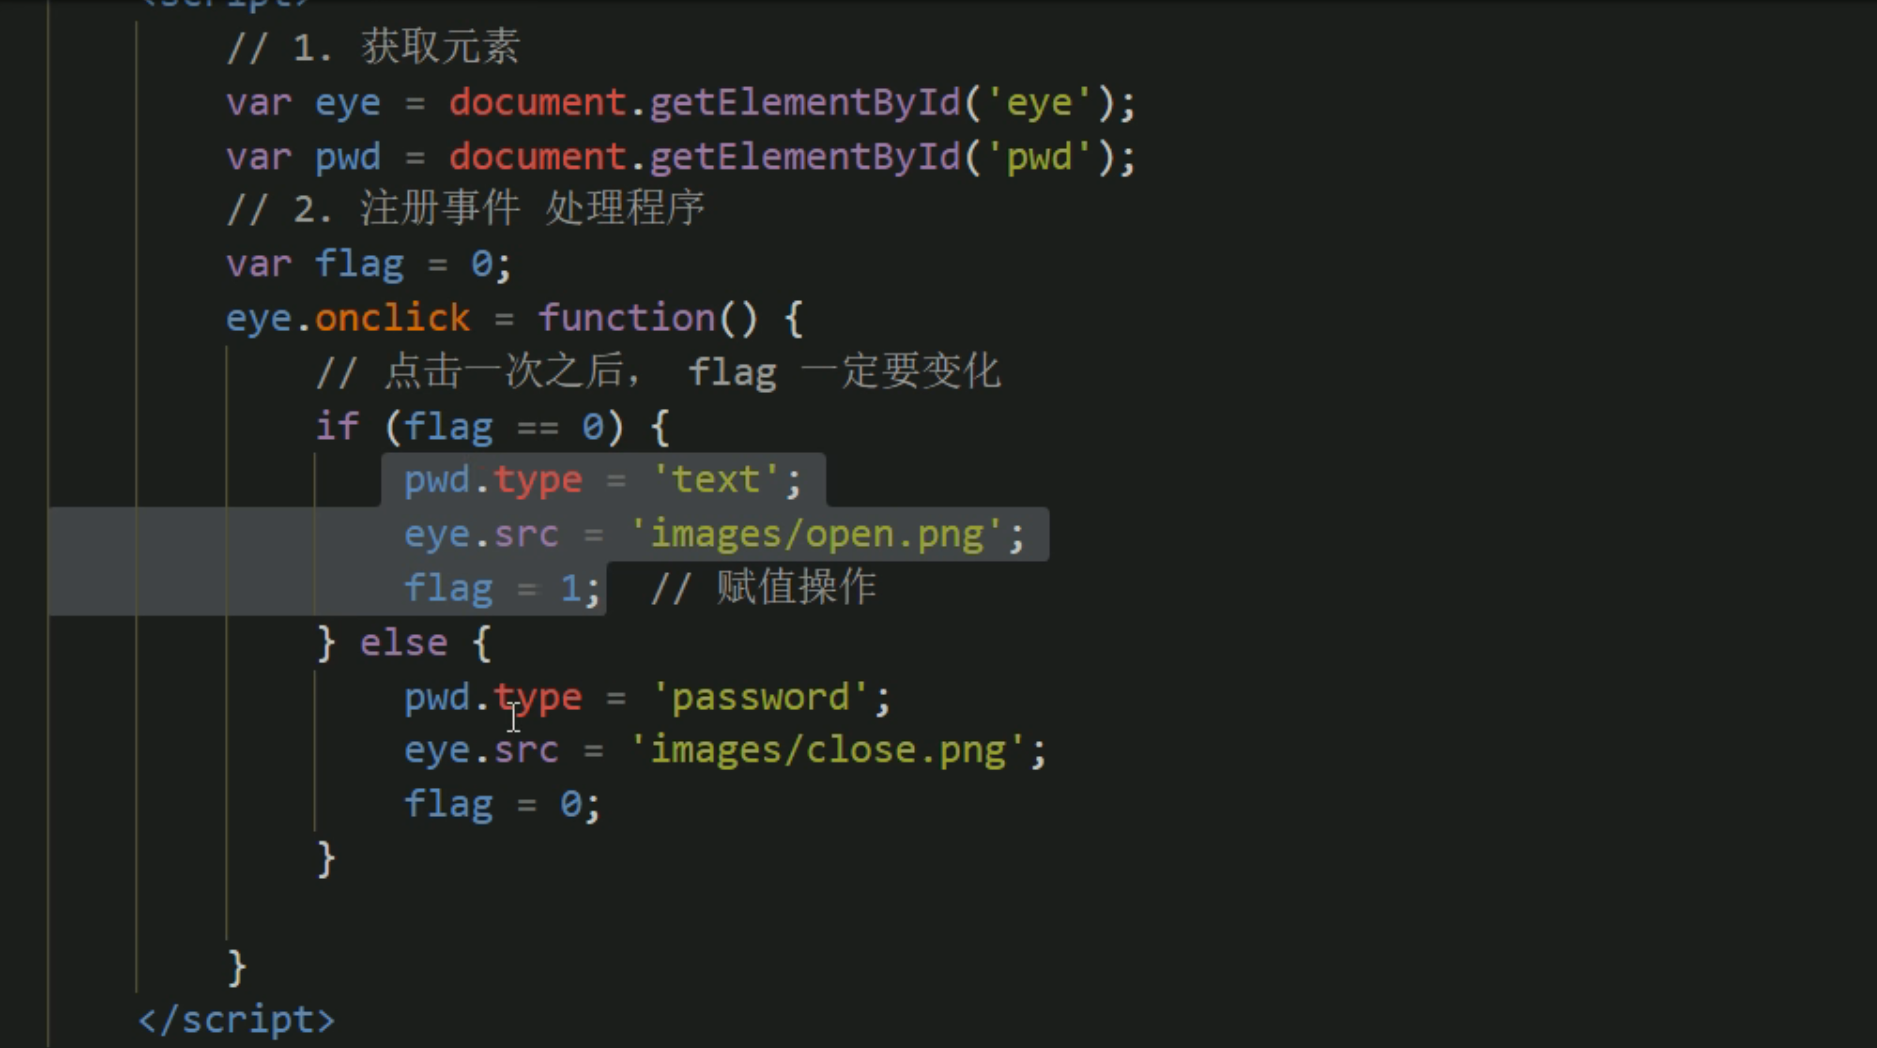 <script>
// 1. 获取元素
var eye = document.getElementById('eye');
var pwd = document.getElementById('pwd');
// 2. 注册事件 处理程序
var flag = 0;
eye.onclick = function() {
// 点击一次之后， flag 一定要变化
if (flag == 0) {
pwd.type = 'text';
eye.src = 'images/open.png';
flag = 1; // 赋值操作
} else {
pwd.type = 'password';
eye.src = 'images/close.png';
flag = 0;
}
}
</script>